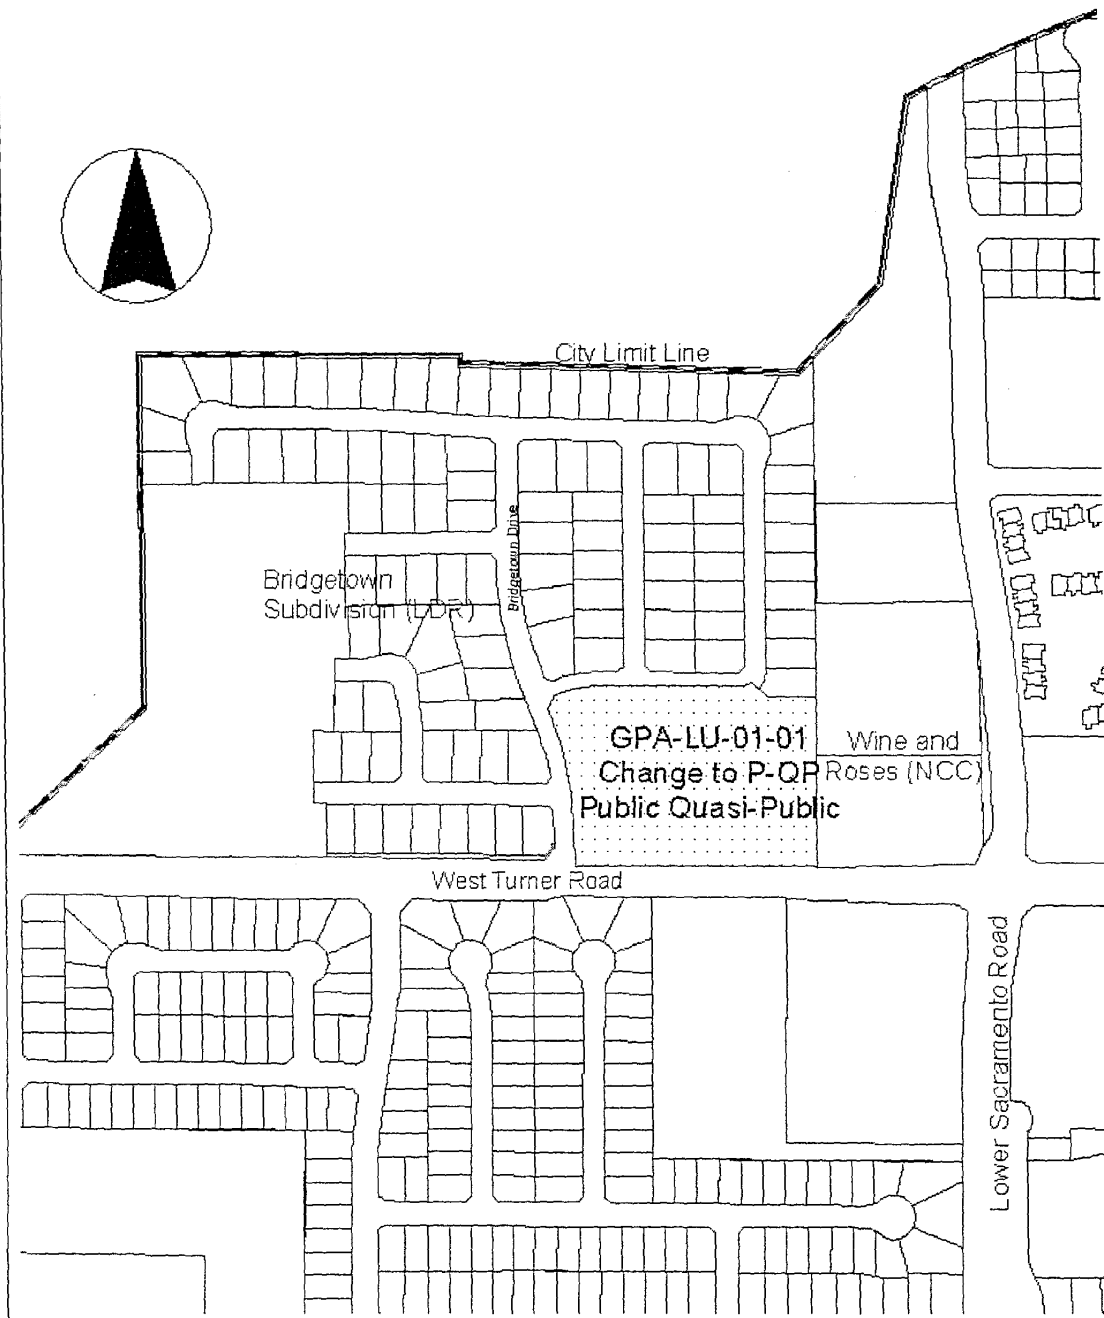 City Limit Line
Bridgetown Drive
Bridgetown
Subdivision (LDR)
GPA-LU-01-01
Change to P-QP
Public Quasi-Public
Wine and
Roses (NCC)
West Turner Road
Lower Sacramento Road